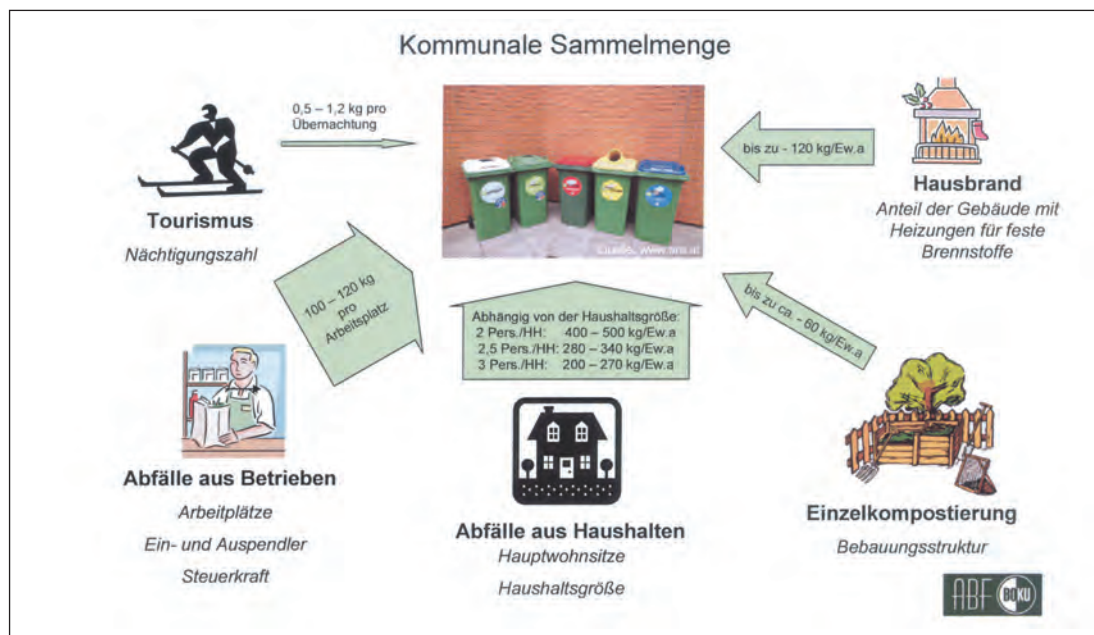 Kommunale Sammelmenge
0,5 – 1,2 kg pro
Übernachtung
Tourismus
Nächtigungszahl
bis zu - 120 kg/Ew.a
Hausbrand
Anteil der Gebäude mit
Heizungen für feste
Brennstoffe
100 – 120 kg
pro
Arbeitsplatz
Abhängig von der Haushaltsgröße:
2 Pers./HH: 400 – 500 kg/Ew.a
2,5 Pers./HH: 280 – 340 kg/Ew.a
3 Pers./HH: 200 – 270 kg/Ew.a
bis zu ca. - 60 kg/Ew.a
Abfälle aus Betrieben
Arbeitplätze
Ein- und Auspendler
Steuerkraft
Abfälle aus Haushalten
Hauptwohnsitze
Haushaltsgröße
Einzelkompostierung
Bebauungsstruktur
ABF BOKU